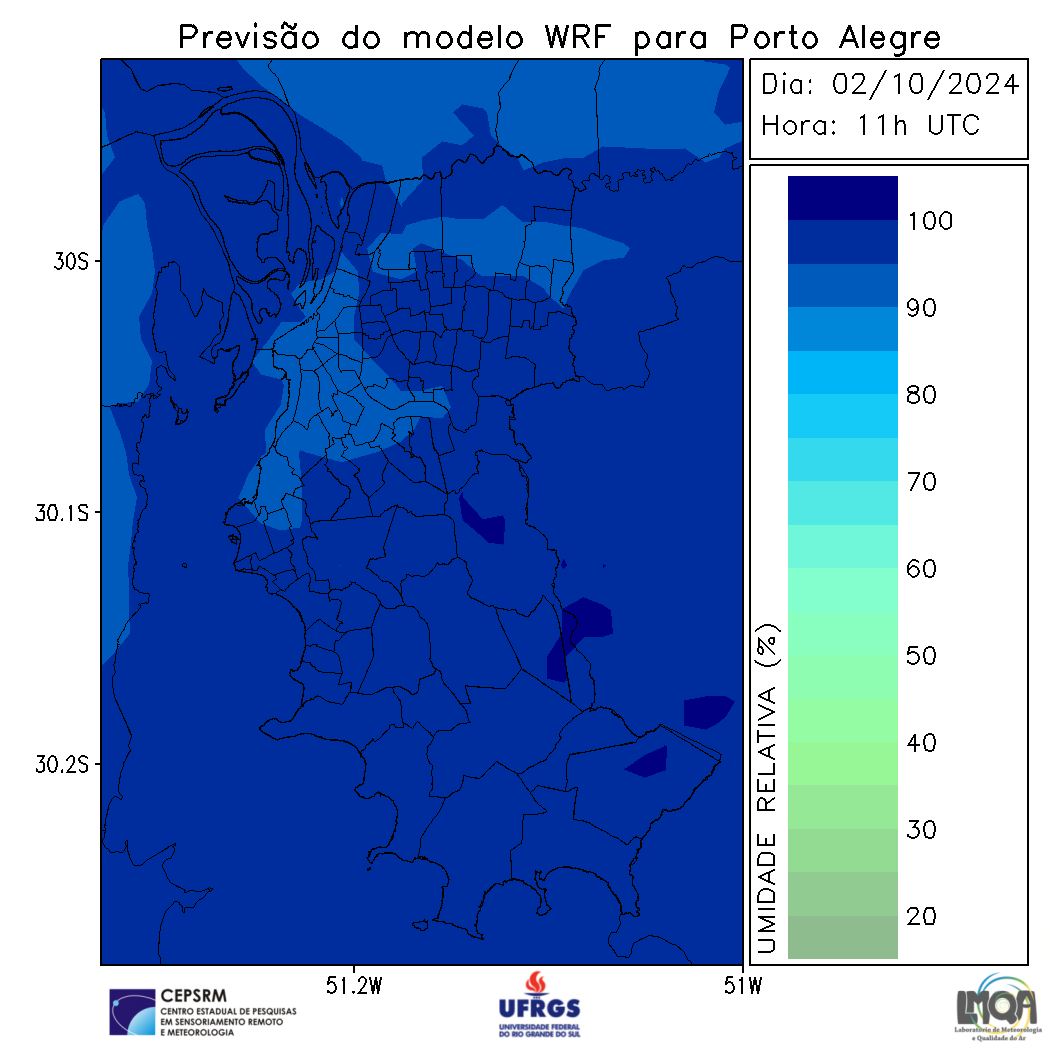 Previsão do modelo WRF para Porto Alegre
Dia: 02/10/2024
Hora: 11h UTC
100
90
80
70
60
50
40
30
20
UMIDADE RELATIVA (%)
30S
30.1S
30.2S
51.2W
51W
CEPSRM
CENTRO ESTADUAL DE PESQUISAS
EM SENSORIAMENTO REMOTO
E METEOROLOGIA
UFRGS
UNIVERSIDADE FEDERAL
DO RIO GRANDE DO SUL
LMQA
Laboratório de Meteorologia
e Qualidade do Ar